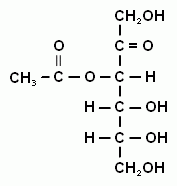 CH₂OH
O C = O
CH₃ C O C H
H C OH
H C OH
CH₂OH